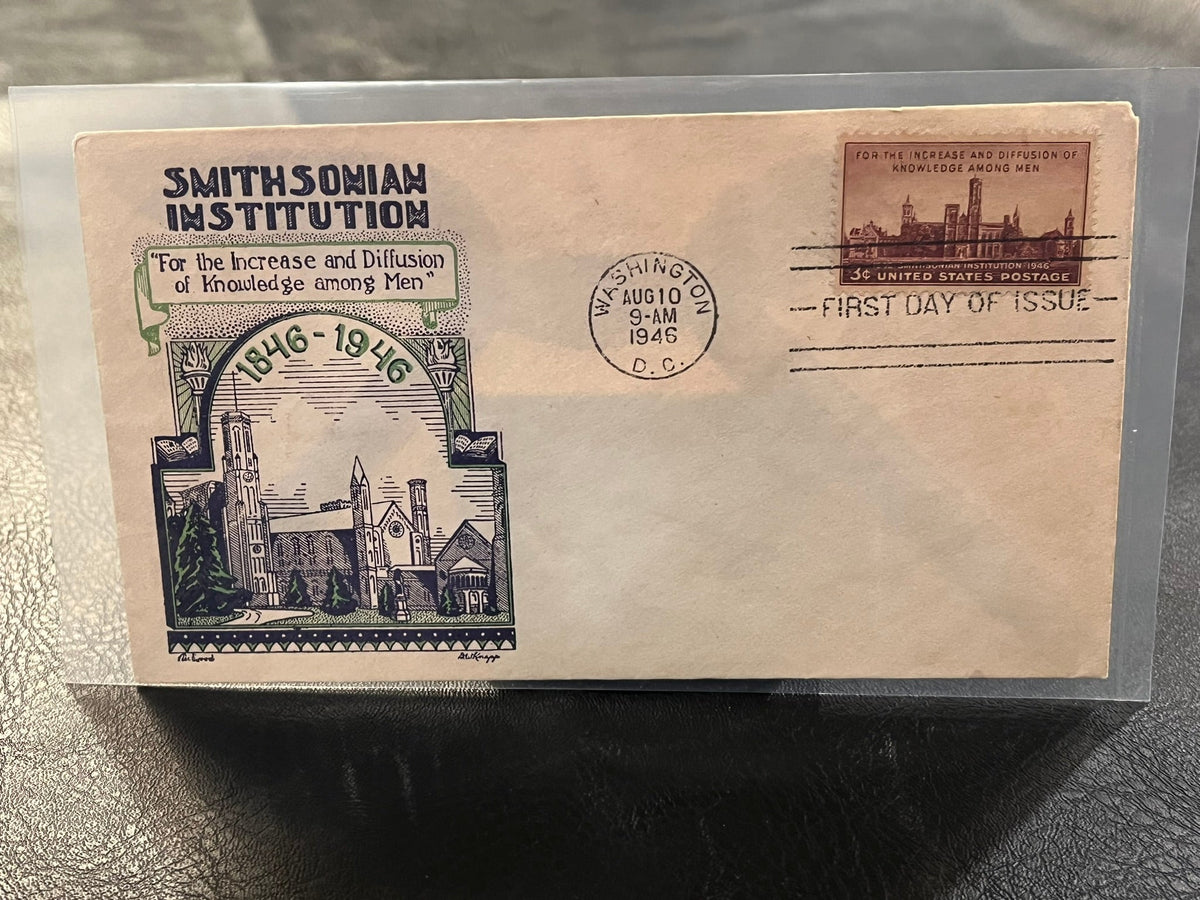 SMITHSONIAN
INSTITUTION
"For the Increase and Diffusion
of Knowledge among Men"
1846-1946
FOR THE INCREASE AND DIFFUSION OF
KNOWLEDGE AMONG MEN
SMITHSONIAN INSTITUTION 1946
3¢ UNITED STATES POSTAGE
WASHINGTON
AUG 10
9-AM
1946
D. C.
FIRST DAY OF ISSUE
DWKnapp